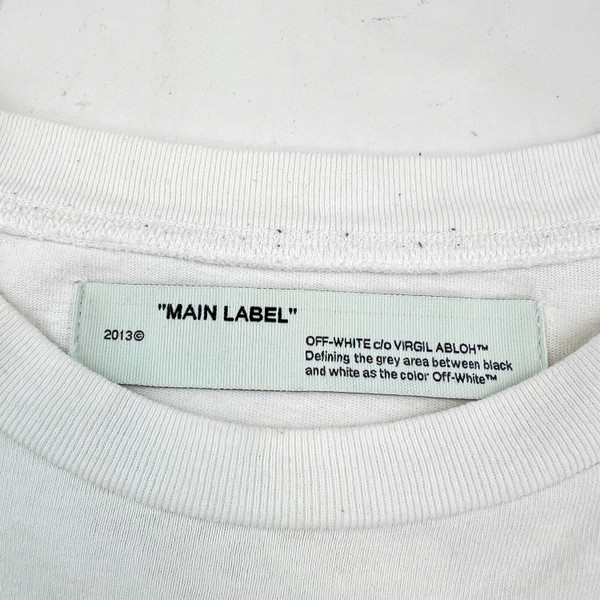 "MAIN LABEL"
2013©
OFF-WHITE c/o VIRGIL ABLOH™
Defining the grey area between black
and white as the color Off-White™